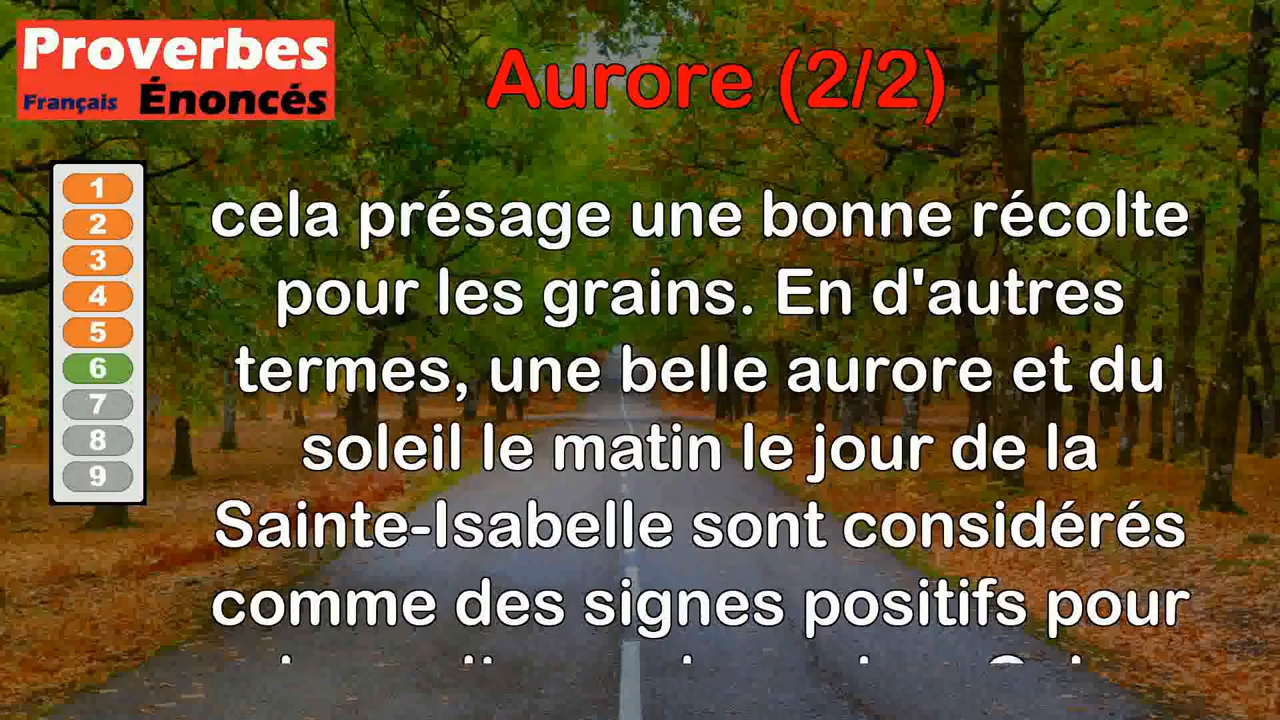 Proverbes
Français Énoncés
Aurore (2/2)
1
2
3
4
5
6
7
8
9
cela présage une bonne récolte
pour les grains. En d'autres
termes, une belle aurore et du
soleil le matin le jour de la
Sainte-Isabelle sont considérés
comme des signes positifs pour